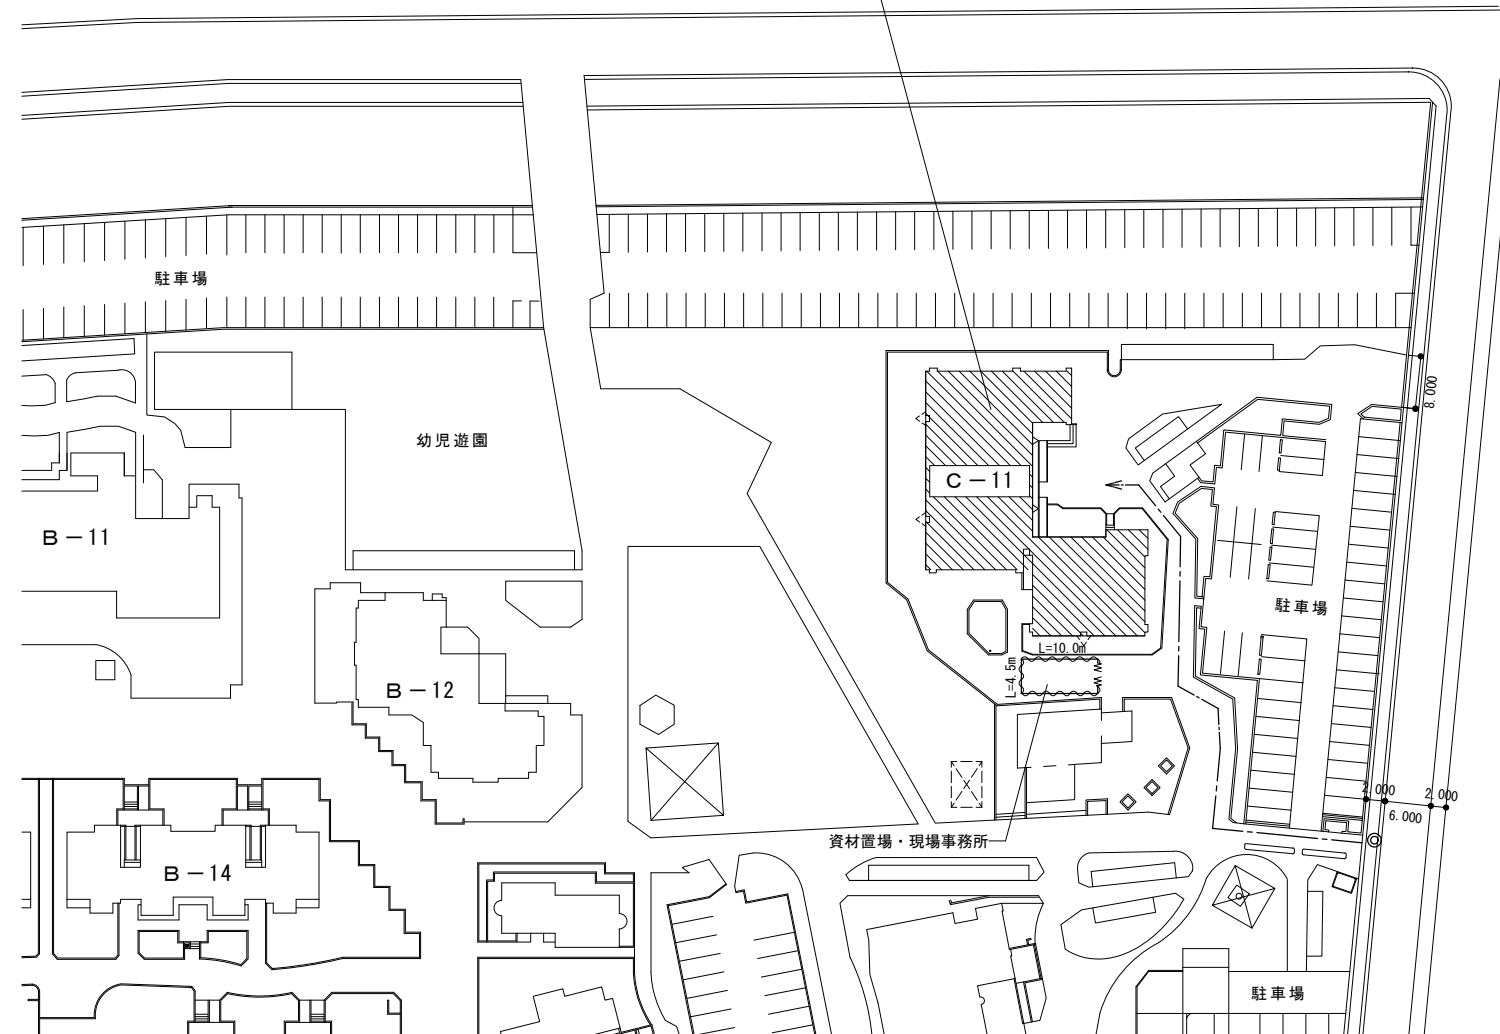 駐車場
8.000
幼児遊園
C－11
B－11
駐車場
L=10.0m
L=4.5m
B－12
2.000
2.000
6.000
資材置場・現場事務所
B－14
駐車場